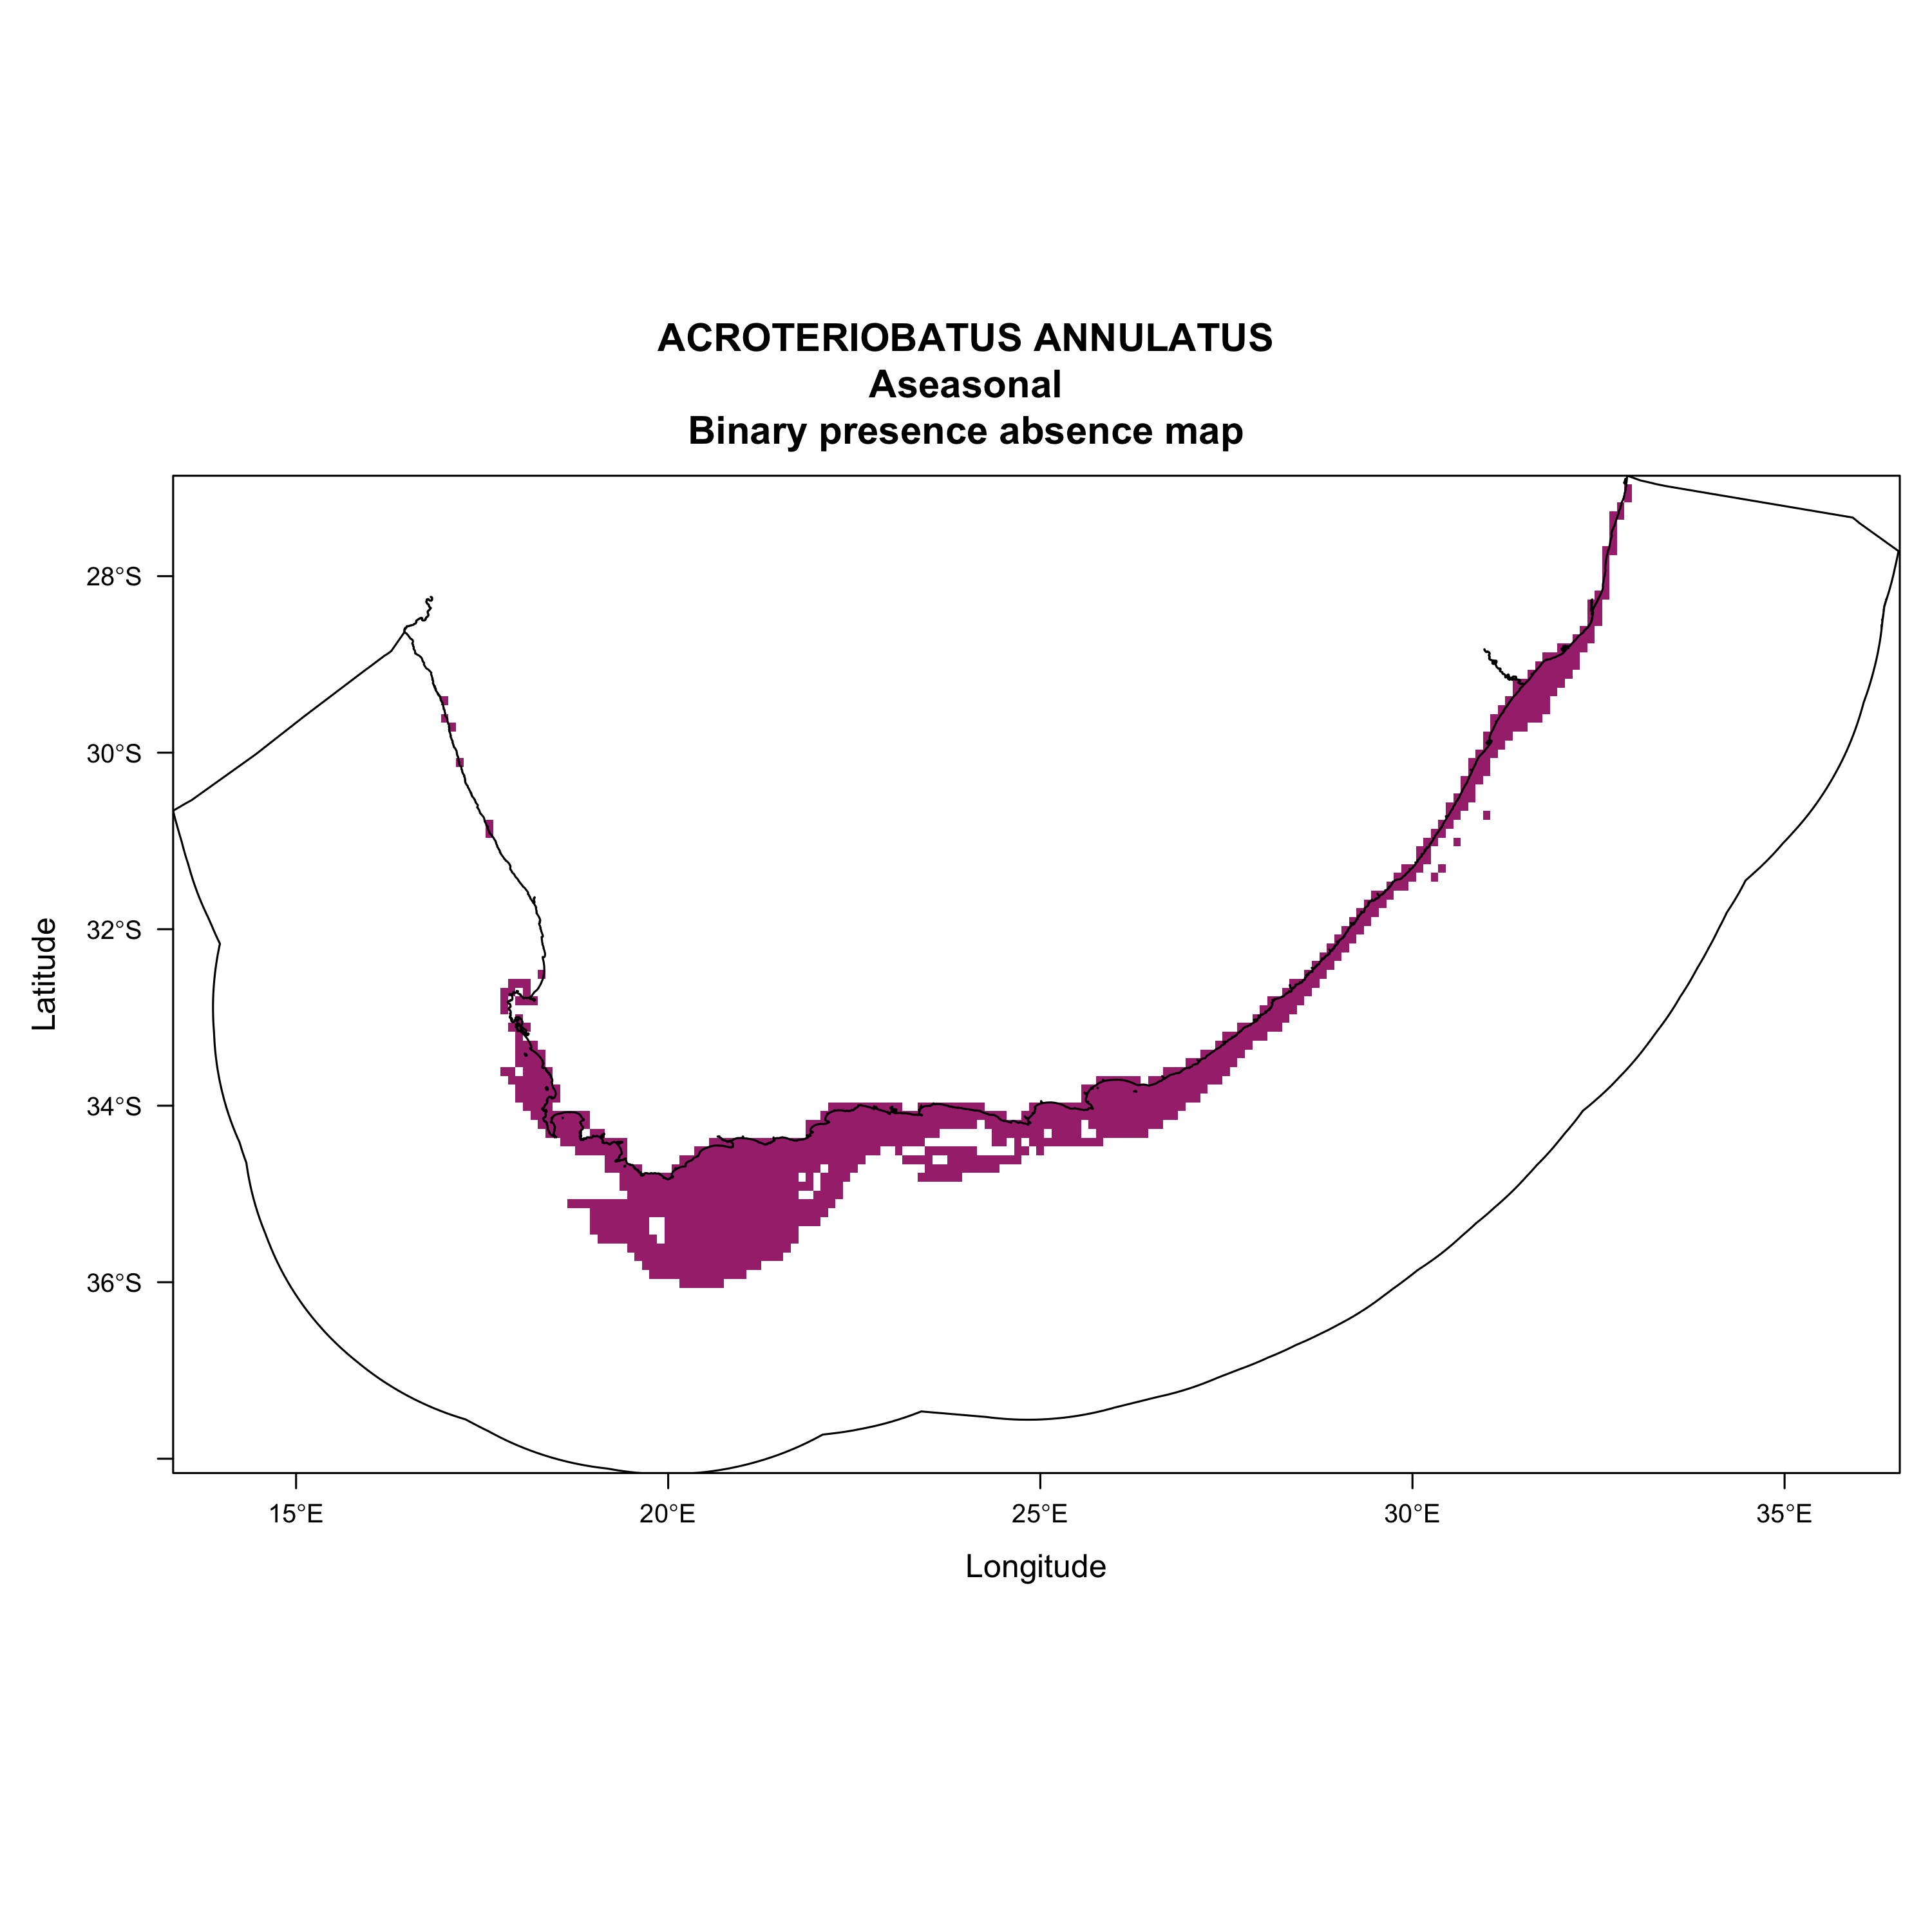 ACROTERIOBATUS ANNULATUS
Aseasonal
Binary presence absence map
28°S
30°S
32°S
34°S
36°S
Latitude
15°E 20°E 25°E 30°E 35°E
Longitude